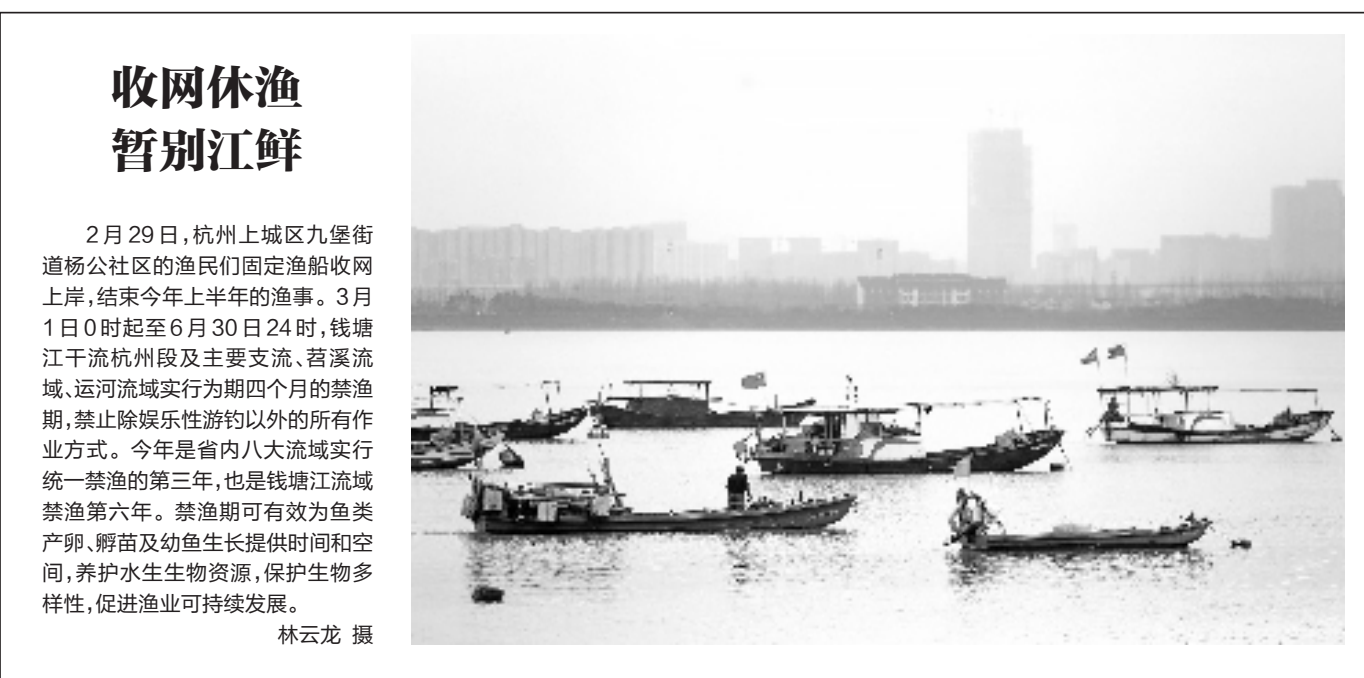 收网休渔
暂别江鲜
2月29日,杭州上城区九堡街
道杨公社区的渔民们固定渔船收网
上岸,结束今年上半年的渔事。3月
1日0时起至6月30日24时,钱塘
江干流杭州段及主要支流、苕溪流
域、运河流域实行为期四个月的禁渔
期,禁止除娱乐性游钓以外的所有作
业方式。今年是省内八大流域实行
统一禁渔的第三年,也是钱塘江流域
禁渔第六年。禁渔期可有效为鱼类
产卵、孵苗及幼鱼生长提供时间和空
间,养护水生生物资源,保护生物多
样性,促进渔业可持续发展。
林云龙 摄